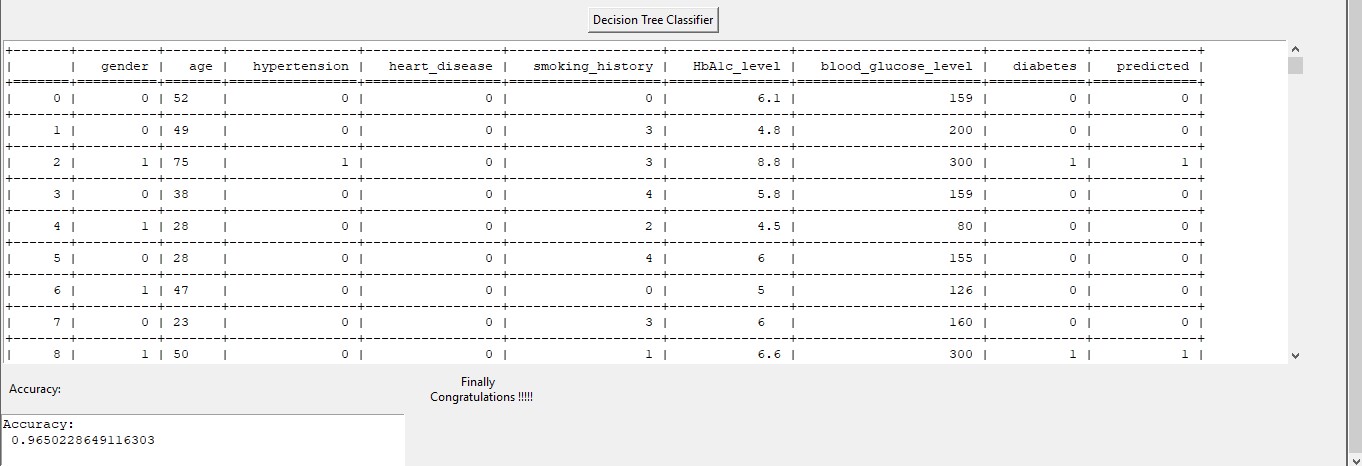 Decision Tree Classifier
+-------+----------+-------+----------------+-----------------+-------------------+---------------+-----------------------+------------+-------------+
|       |   gender |   age |   hypertension |   heart_disease |   smoking_history |   HbA1c_level |   blood_glucose_level |   diabetes |   predicted |
+=======+==========+=======+================+=================+===================+===============+=======================+============+=============+
|     0 |        0 | 52    |              0 |               0 |                 0 |           6.1 |                   159 |          0 |           0 |
+-------+----------+-------+----------------+-----------------+-------------------+---------------+-----------------------+------------+-------------+
|     1 |        0 | 49    |              0 |               0 |                 3 |           4.8 |                   200 |          0 |           0 |
+-------+----------+-------+----------------+-----------------+-------------------+---------------+-----------------------+------------+-------------+
|     2 |        1 | 75    |              1 |               0 |                 3 |           8.8 |                   300 |          1 |           1 |
+-------+----------+-------+----------------+-----------------+-------------------+---------------+-----------------------+------------+-------------+
|     3 |        0 | 38    |              0 |               0 |                 4 |           5.8 |                   159 |          0 |           0 |
+-------+----------+-------+----------------+-----------------+-------------------+---------------+-----------------------+------------+-------------+
|     4 |        1 | 28    |              0 |               0 |                 2 |           4.5 |                    80 |          0 |           0 |
+-------+----------+-------+----------------+-----------------+-------------------+---------------+-----------------------+------------+-------------+
|     5 |        0 | 28    |              0 |               0 |                 4 |           6   |                   155 |          0 |           0 |
+-------+----------+-------+----------------+-----------------+-------------------+---------------+-----------------------+------------+-------------+
|     6 |        1 | 47    |              0 |               0 |                 0 |           5   |                   126 |          0 |           0 |
+-------+----------+-------+----------------+-----------------+-------------------+---------------+-----------------------+------------+-------------+
|     7 |        0 | 23    |              0 |               0 |                 3 |           6   |                   160 |          0 |           0 |
+-------+----------+-------+----------------+-----------------+-------------------+---------------+-----------------------+------------+-------------+
|     8 |        1 | 50    |              0 |               0 |                 1 |           6.6 |                   300 |          1 |           1 |
Accuracy:
Finally
Congratulations !!!!!
Accuracy:
0.9650228649116303